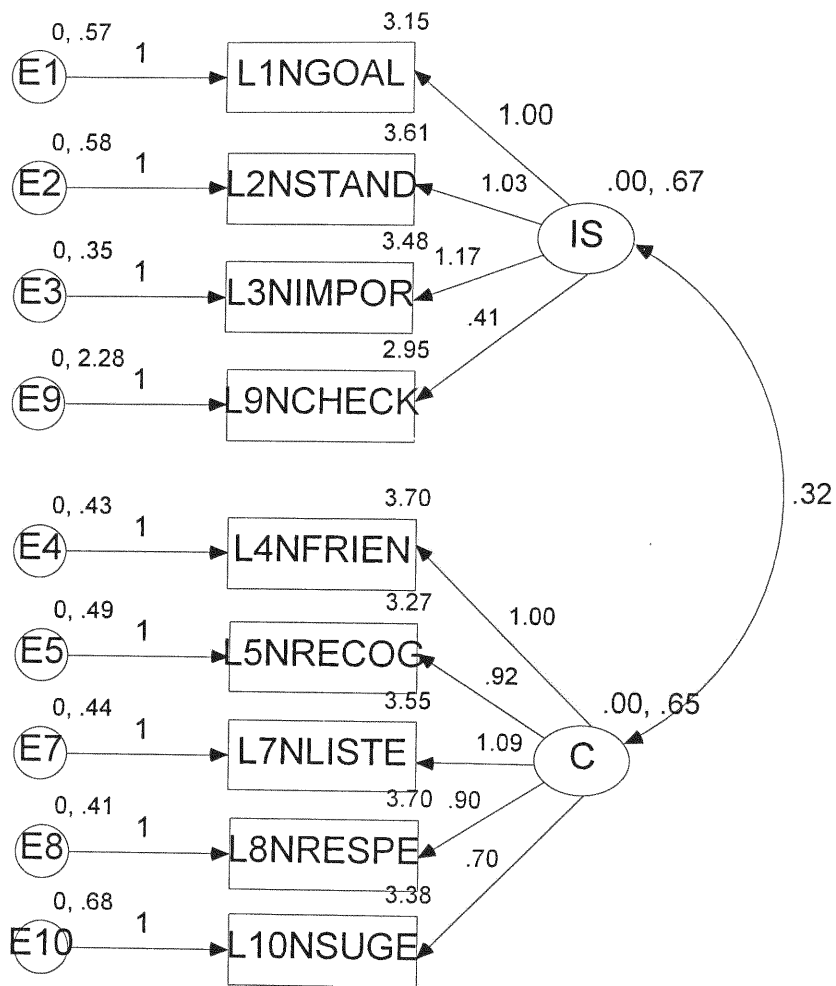 3.15
0, .57
1
E1
L1NGOAL
1.00
3.61
0, .58
1
E2
L2NSTAND
1.03
.00, .67
IS
3.48
0, .35
1
1.17
E3
L3NIMPOR
.41
2.95
0, 2.28
1
E9
L9NCHECK
.32
3.70
0, .43
1
E4
L4NFRIEN
3.27
1.00
0, .49
1
E5
L5NRECOG
.92
3.55
.00, .65
0, .44
1
E7
L7NLISTE
1.09
C
3.70
.90
0, .41
1
E8
L8NRESPE
.70
3.38
0, .68
1
E10
L10NSUGE